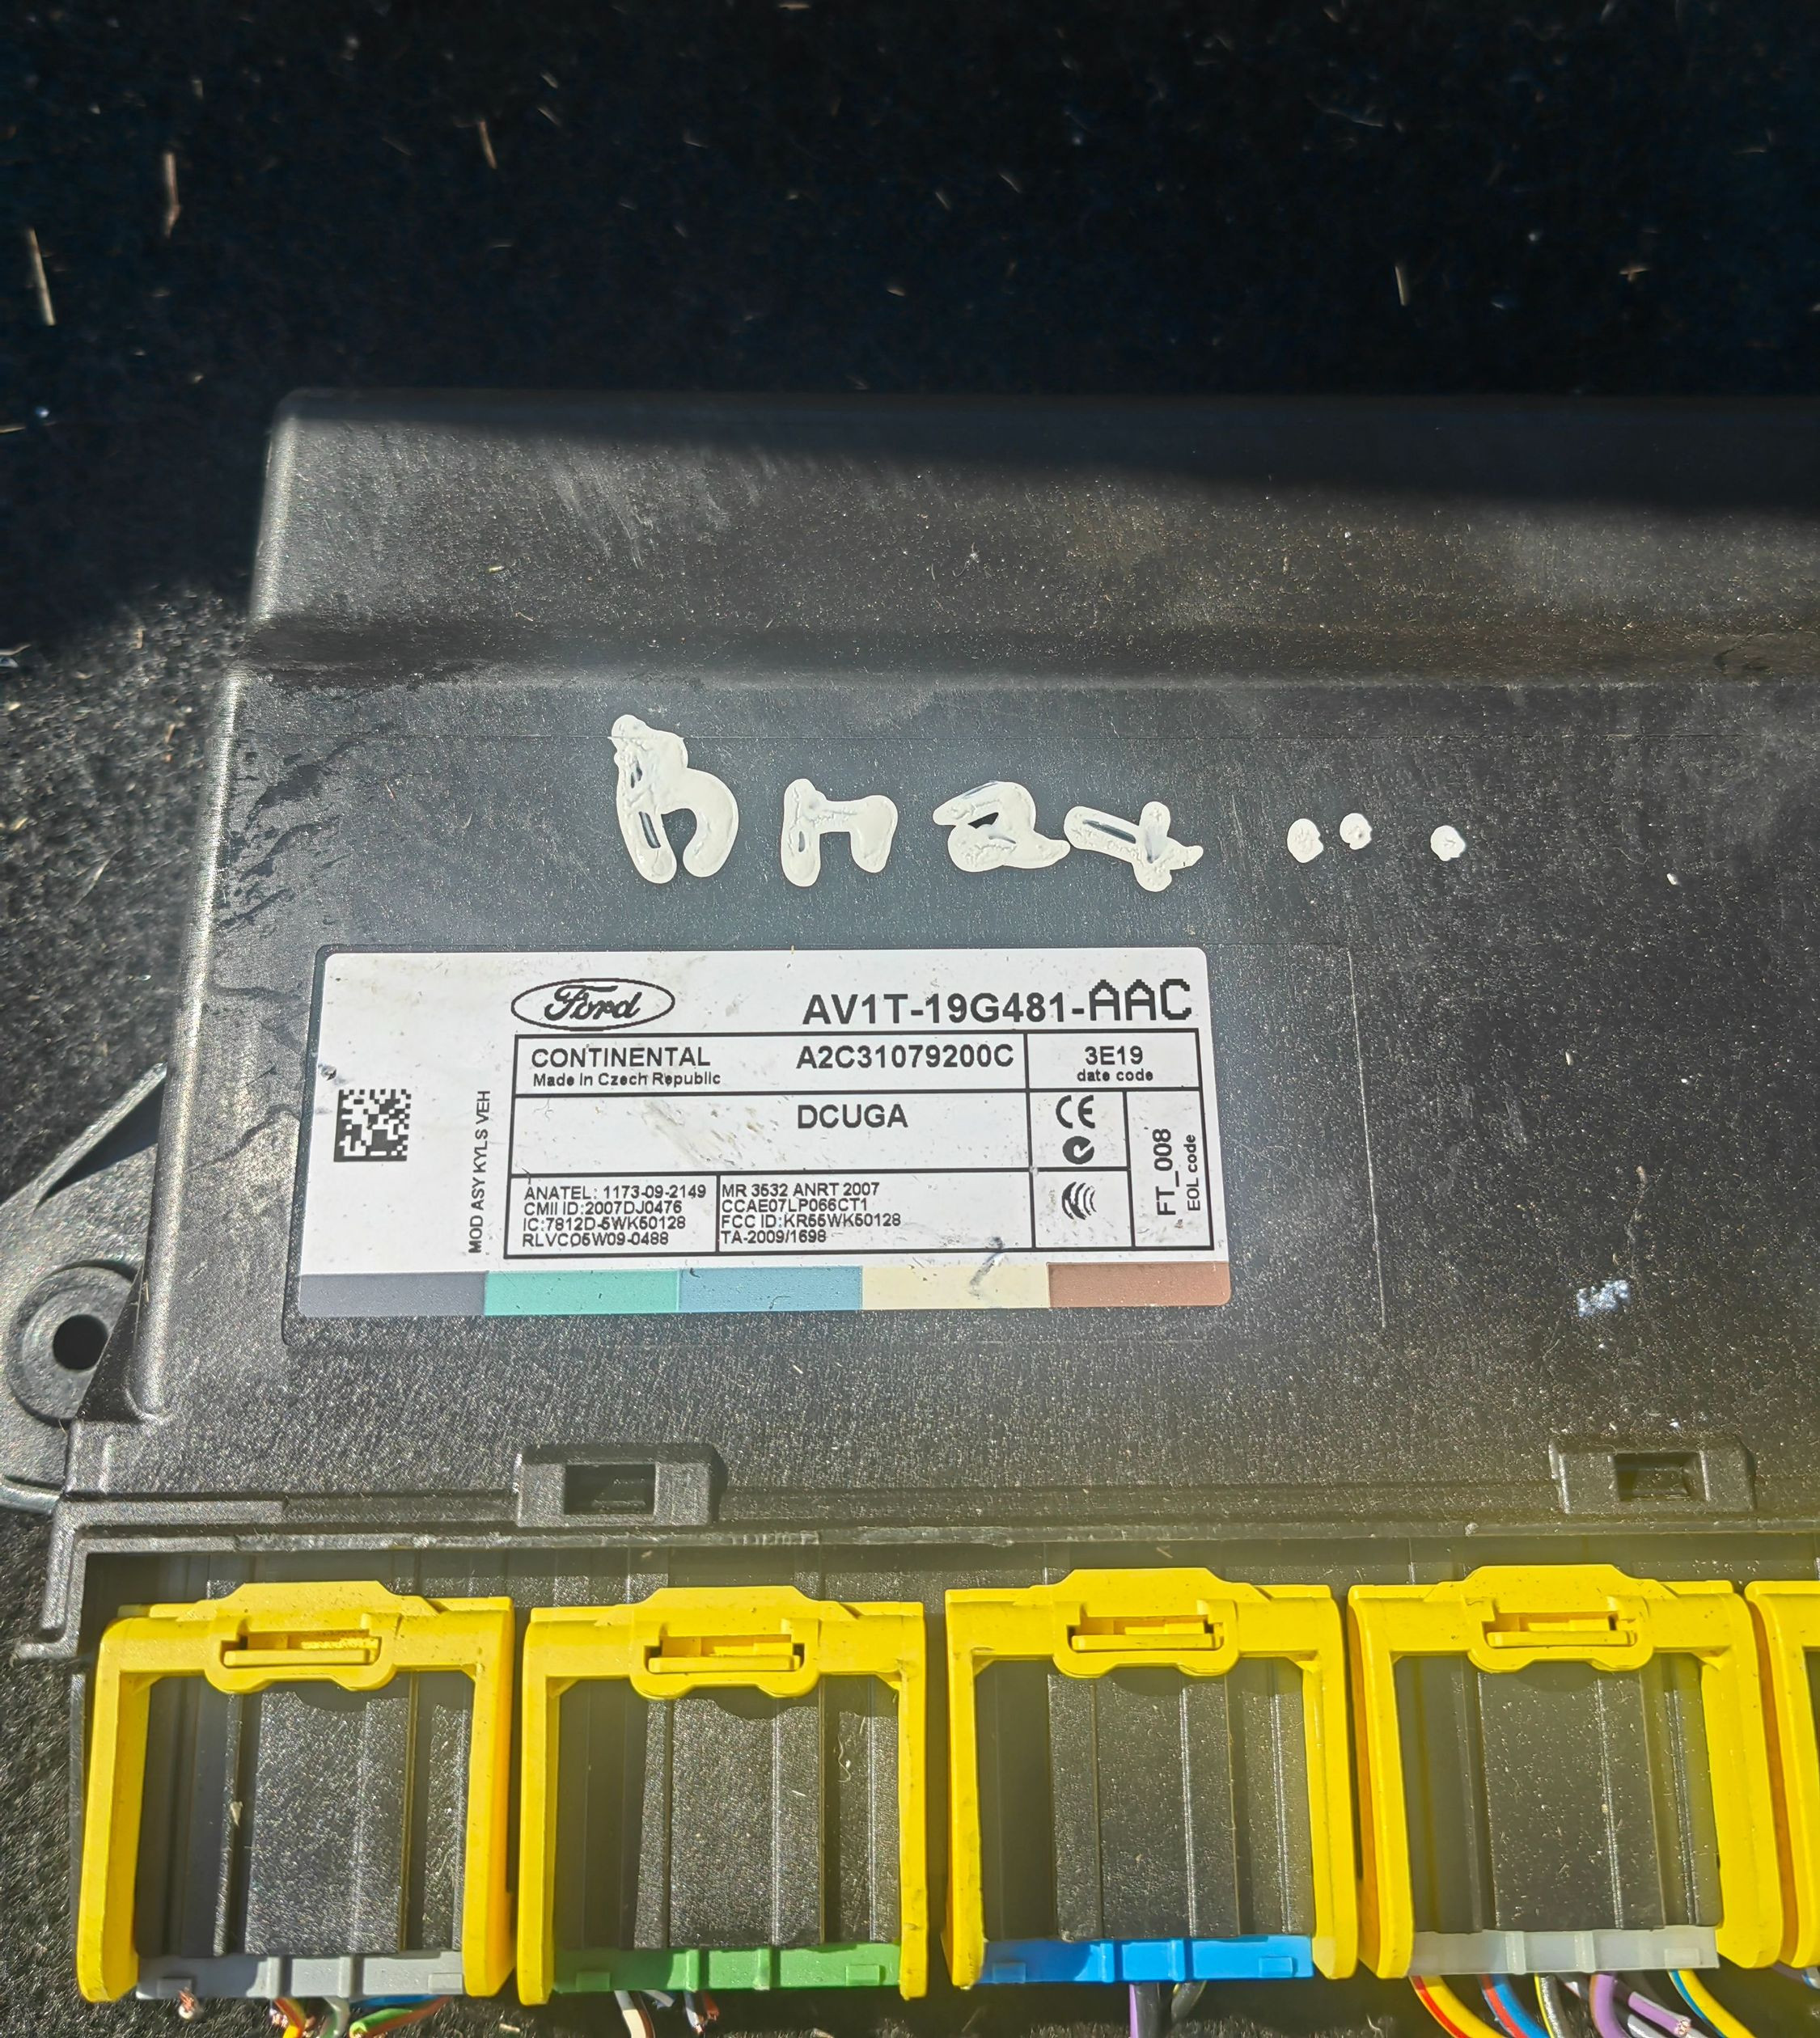 Ford
AV1T-19G481-AAC
CONTINENTAL A2C31079200C
Made in Czech Republic
3E19
date code
DCUGA
CE
MOD ASY KYLS VEH
FT_008
EOL code
ANATEL: 1173-09-2149
CMII ID:2007DJ0476
IC:7812D-5WK50128
RLVCO5W09-0488
MR 3532 ANRT 2007
CCAE07LP066CT1
FCC ID:KR55WK50128
TA-2009/1698